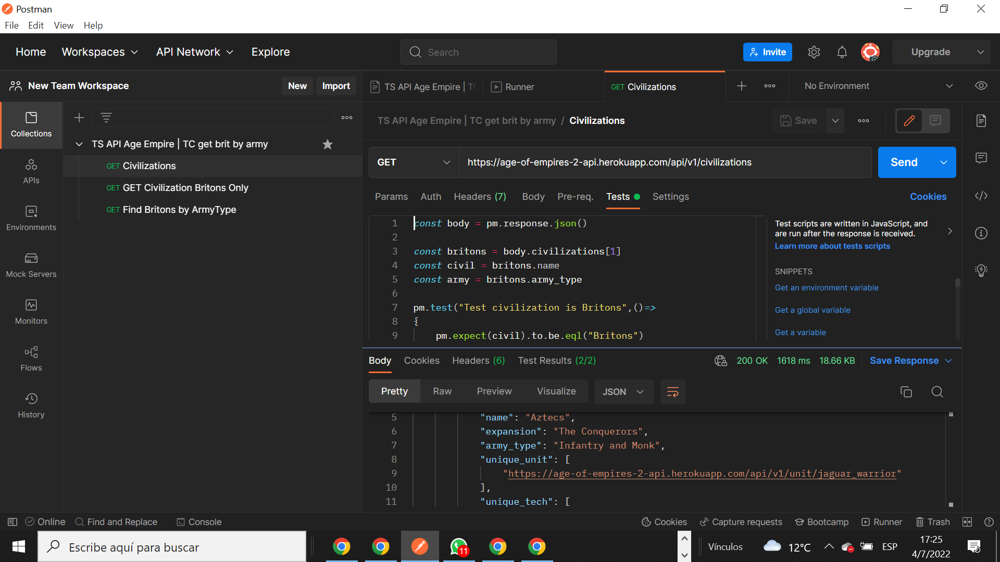 Postman
File Edit View Help
Home Workspaces API Network Explore Search Invite Upgrade
New Team Workspace New Import
TS API Age Empire | Runner GET Civilizations No Environment
Collections
APIs
Environments
Mock Servers
Monitors
Flows
History
TS API Age Empire | TC get brit by army
GET Civilizations
GET GET Civilization Britons Only
GET Find Britons by ArmyType
TS API Age Empire | TC get brit by army / Civilizations Save
GET https://age-of-empires-2-api.herokuapp.com/api/v1/civilizations Send
Params Auth Headers (7) Body Pre-req. Tests Settings Cookies
1 const body = pm.response.json()
2
3 const britons = body.civilizations[1]
4 const civil = britons.name
5 const army = britons.army_type
6
7 pm.test("Test civilization is Britons",()=>
8 {
9 pm.expect(civil).to.be.eql("Britons")
Test scripts are written in JavaScript, and
are run after the response is received.
Learn more about tests scripts
SNIPPETS
Get an environment variable
Get a global variable
Get a variable
Body Cookies Headers (6) Test Results (2/2) 200 OK 1618 ms 18.66 KB Save Response
Pretty Raw Preview Visualize JSON
5 "name": "Aztecs",
6 "expansion": "The Conquerors",
7 "army_type": "Infantry and Monk",
8 "unique_unit": [
9 "https://age-of-empires-2-api.herokuapp.com/api/v1/unit/jaguar_warrior"
10 ],
11 "unique_tech": [
Online Find and Replace Console Cookies Capture requests Bootcamp Runner Trash
Escribe aquí para buscar 11 Vínculos 12°C ESP 17:25
4/7/2022